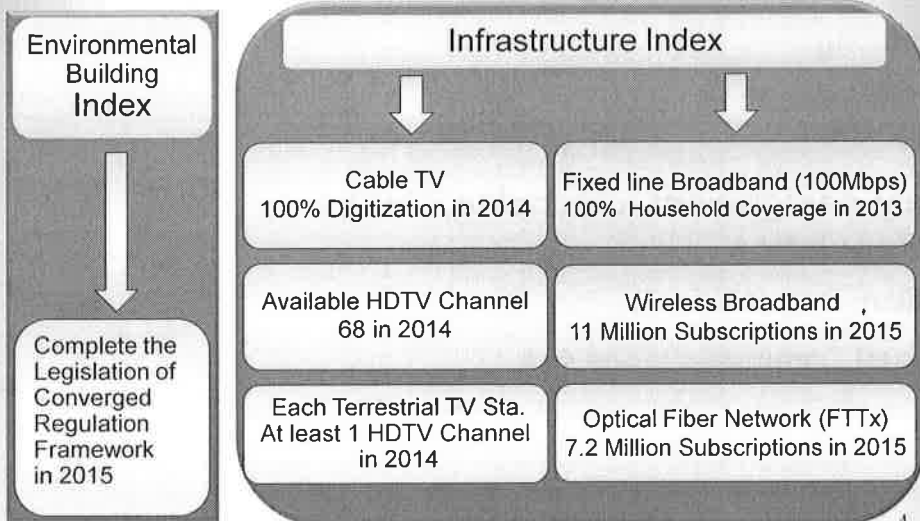 Environmental
Building
Index
Complete the
Legislation of
Converged
Regulation
Framework
in 2015
Infrastructure Index
Cable TV
100% Digitization in 2014
Available HDTV Channel
68 in 2014
Each Terrestrial TV Sta.
At least 1 HDTV Channel
in 2014
Fixed line Broadband (100Mbps)
100% Household Coverage in 2013
Wireless Broadband
11 Million Subscriptions in 2015
Optical Fiber Network (FTTx)
7.2 Million Subscriptions in 2015